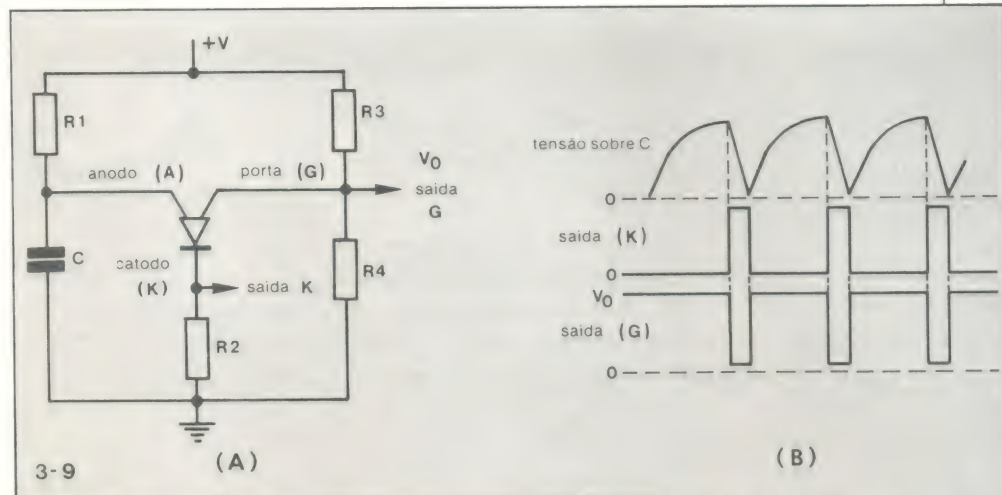 +V
R1
R3
anodo (A)
porta (G)
V₀
saida
G
C
catodo
(K)
saida K
R4
R2
3-9
(A)
tensão sobre C
0
saida (K)
0
V₀
saída (G)
0
(B)